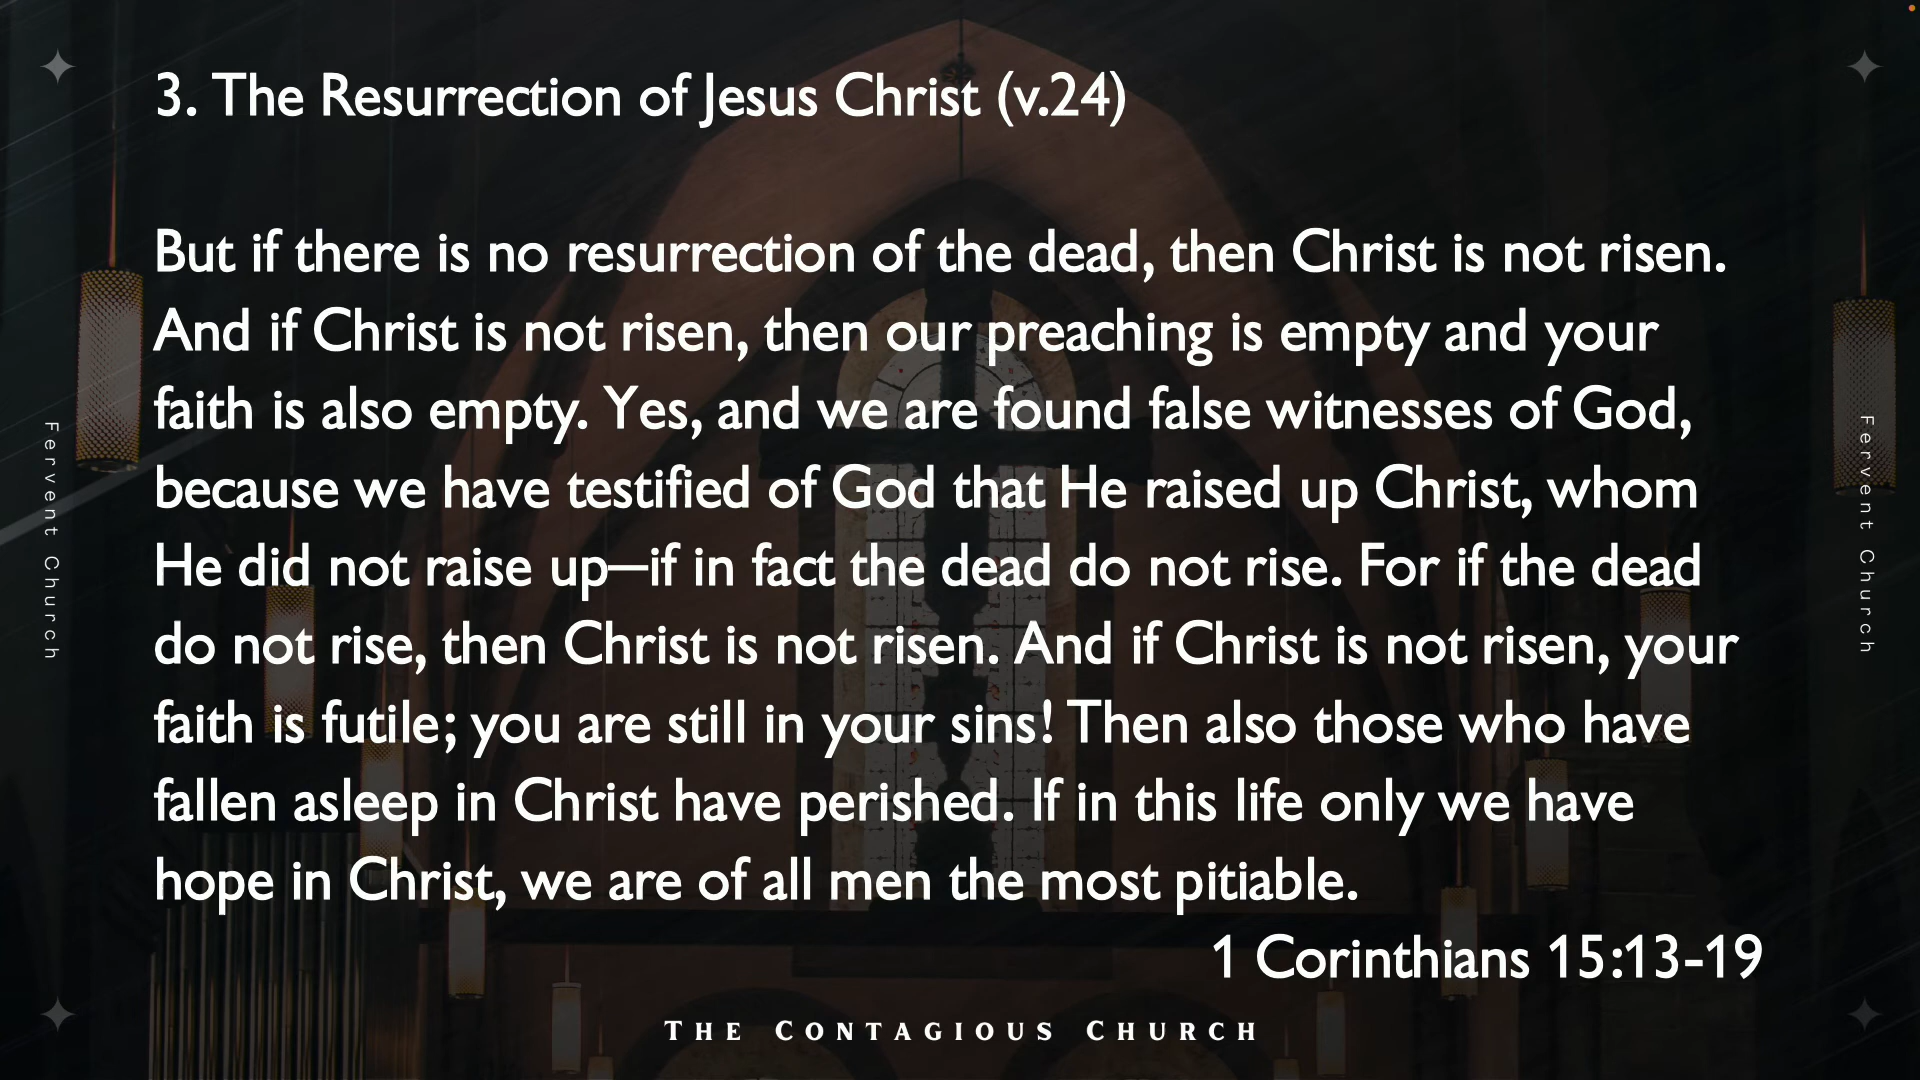 3. The Resurrection of Jesus Christ (v.24)
But if there is no resurrection of the dead, then Christ is not risen.
And if Christ is not risen, then our preaching is empty and your
faith is also empty. Yes, and we are found false witnesses of God,
because we have testified of God that He raised up Christ, whom
He did not raise up—if in fact the dead do not rise. For if the dead
do not rise, then Christ is not risen. And if Christ is not risen, your
faith is futile; you are still in your sins! Then also those who have
fallen asleep in Christ have perished. If in this life only we have
hope in Christ, we are of all men the most pitiable.
1 Corinthians 15:13-19
The Contagious Church
Fervent Church
Fervent Church